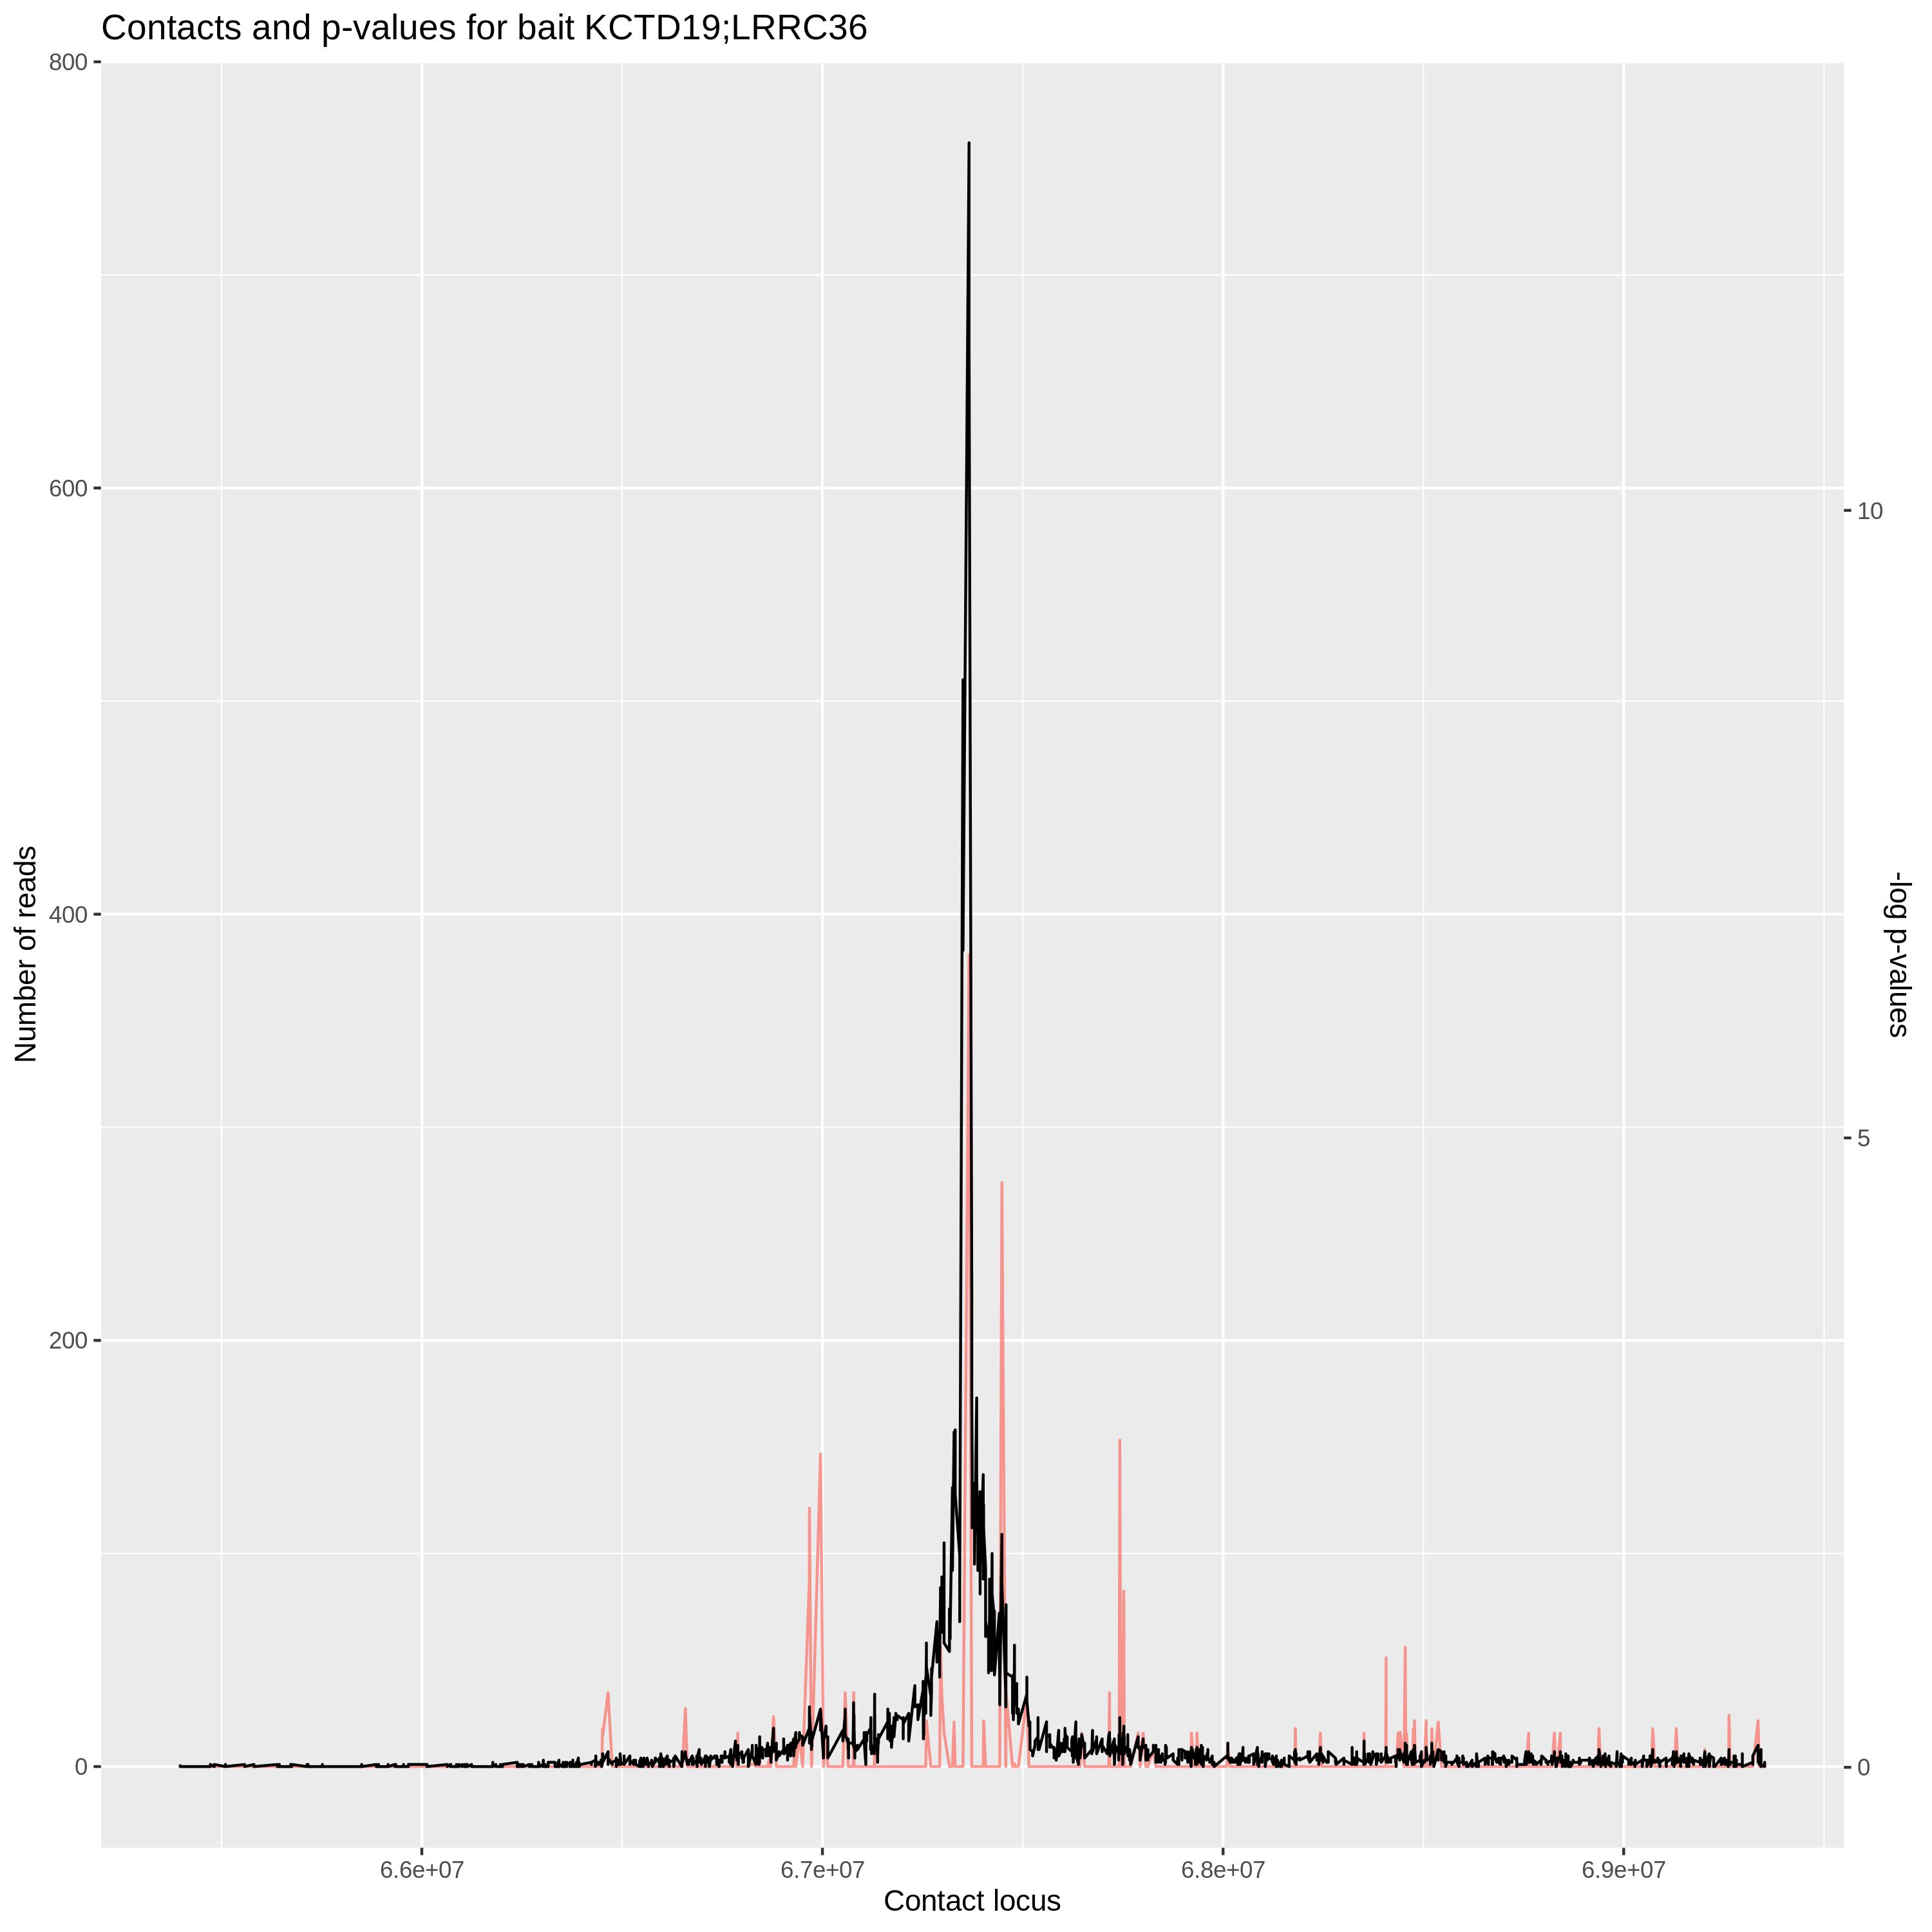 Contacts and p-values for bait KCTD19;LRRC36
800
600
400
200
0
Number of reads
10
5
0
-log p-values
6.6e+07
6.7e+07
6.8e+07
6.9e+07
Contact locus